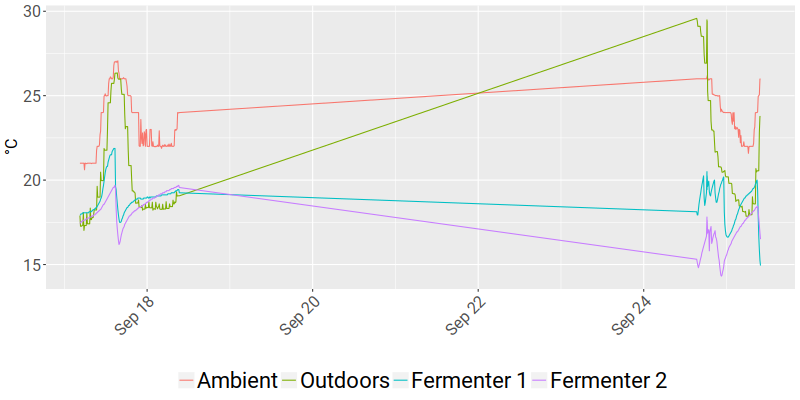 30
25
20
15
°C
Sep 18
Sep 20
Sep 22
Sep 24
Ambient Outdoors Fermenter 1 Fermenter 2